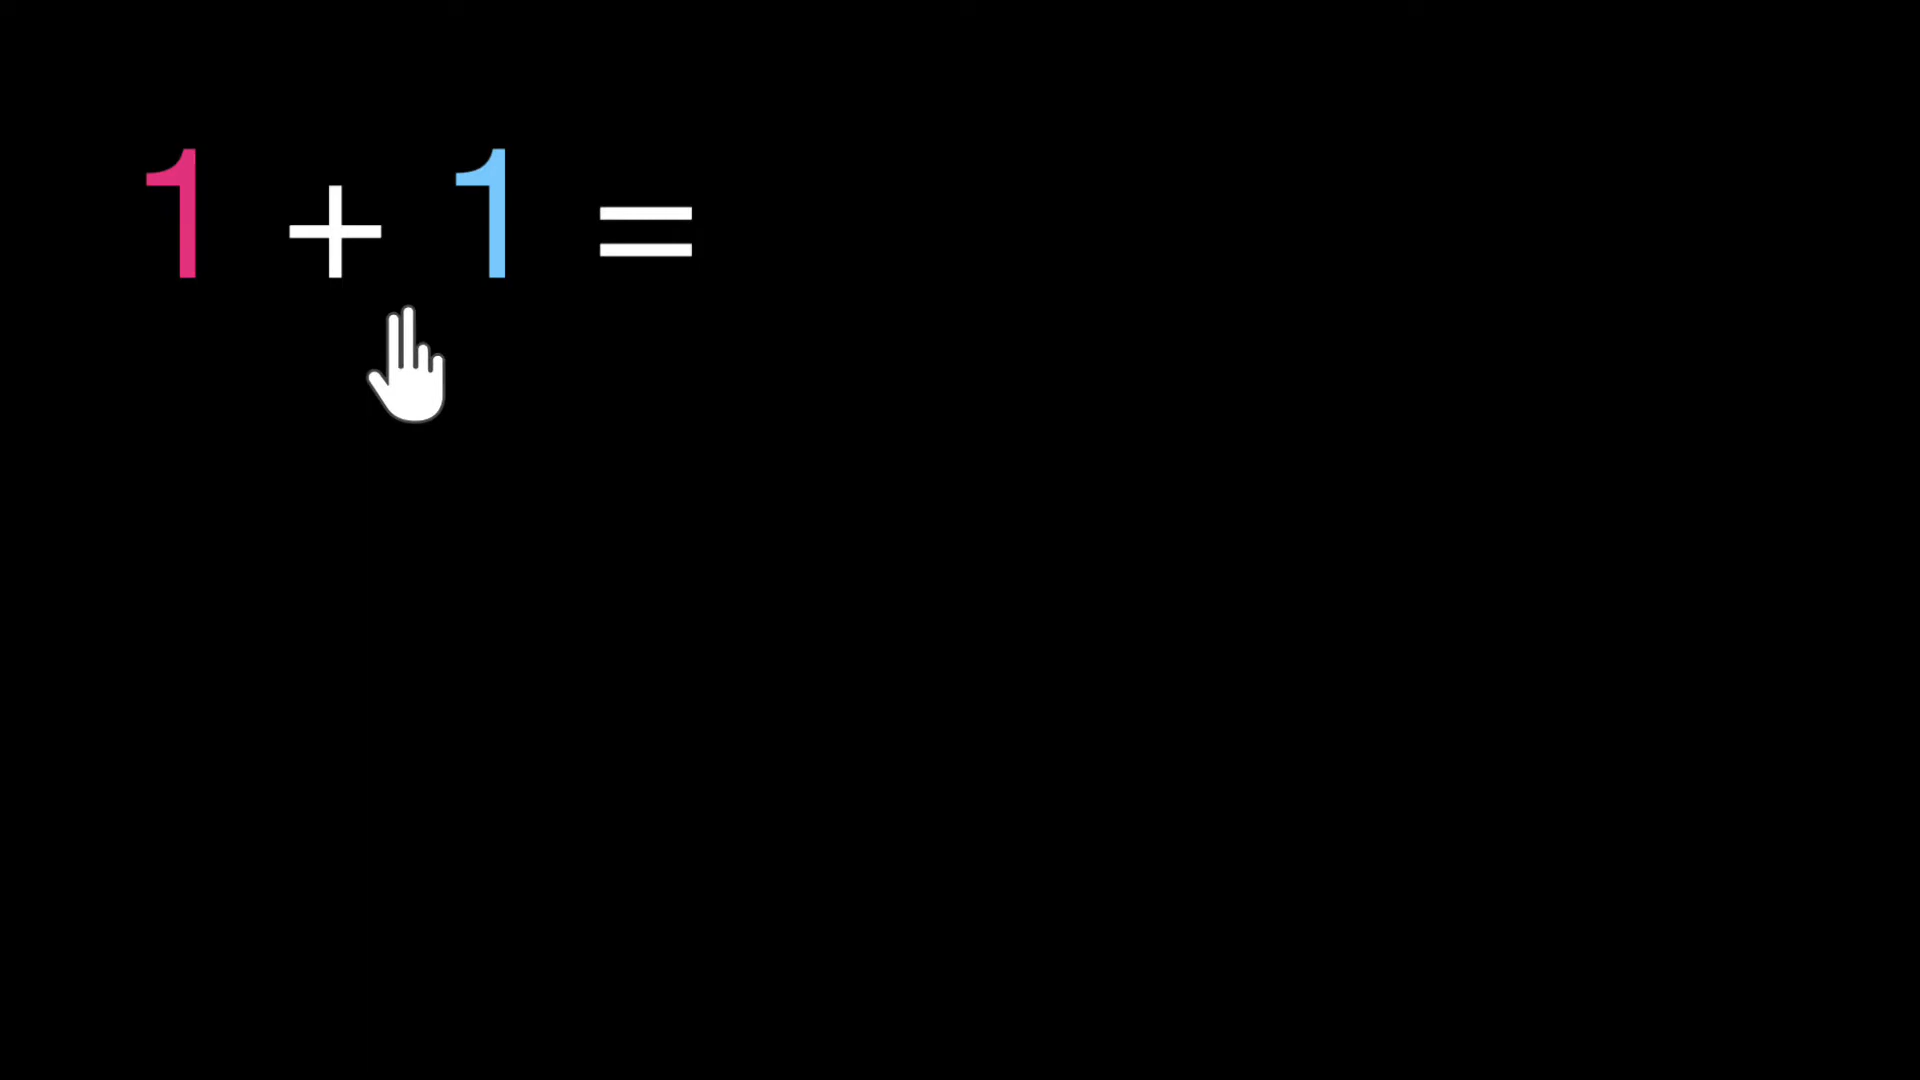 1 + 1 =